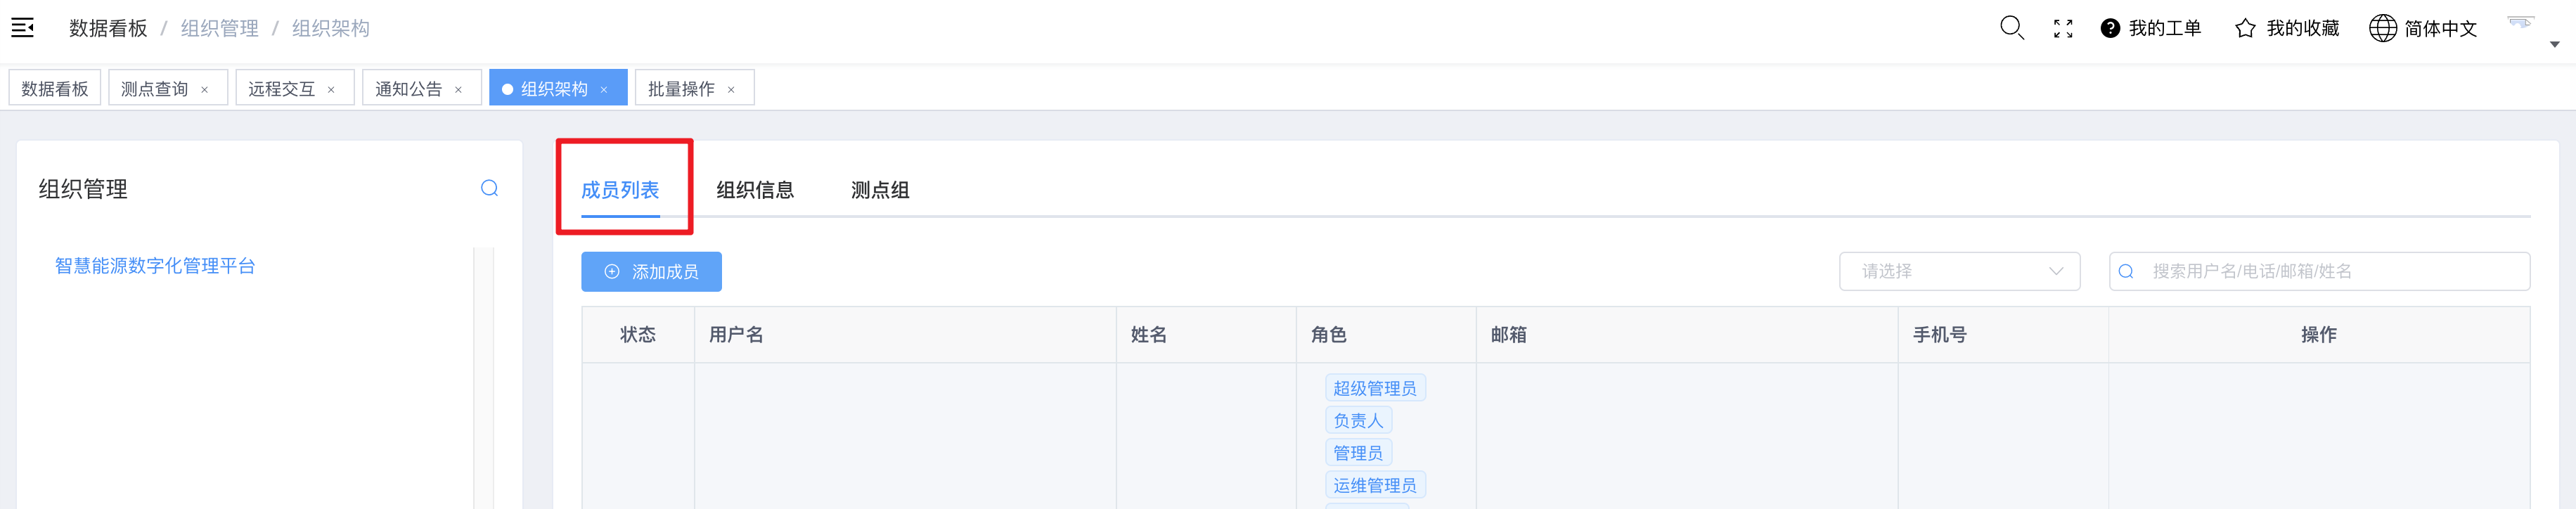 数据看板 / 组织管理 / 组织架构
我的工单
我的收藏
简体中文
数据看板
测点查询 ×
远程交互 ×
通知公告 ×
组织架构 ×
批量操作 ×
组织管理
智慧能源数字化管理平台
成员列表
组织信息
测点组
添加成员
请选择
搜索用户名/电话/邮箱/姓名
状态 用户名 姓名 角色 邮箱 手机号 操作
超级管理员
负责人
管理员
运维管理员